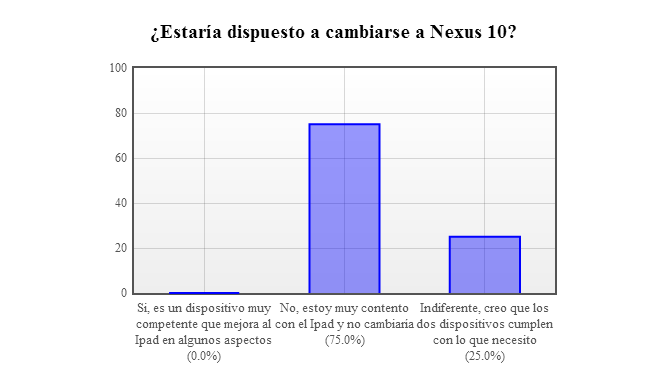 ¿Estaría dispuesto a cambiarse a Nexus 10?
100
80
60
40
20
0
Si, es un dispositivo muy
competente que mejora al
Ipad en algunos aspectos
(0.0%)
No, estoy muy contento
con el Ipad y no cambiaría
(75.0%)
Indiferente, creo que los
dos dispositivos cumplen
con lo que necesito
(25.0%)